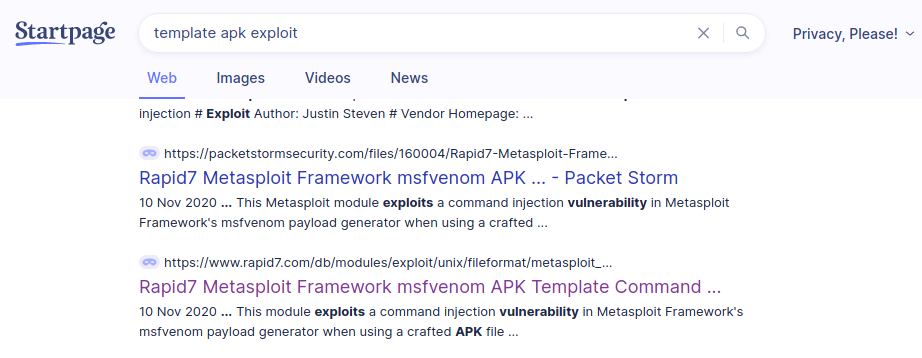 Startpage
template apk exploit
Privacy, Please!
Web
Images
Videos
News
injection # Exploit Author: Justin Steven # Vendor Homepage: ...
https://packetstormsecurity.com/files/160004/Rapid7-Metasploit-Frame...
Rapid7 Metasploit Framework msfvenom APK ... - Packet Storm
10 Nov 2020 ... This Metasploit module exploits a command injection vulnerability in Metasploit
Framework's msfvenom payload generator when using a crafted ...
https://www.rapid7.com/db/modules/exploit/unix/fileformat/metasploit_...
Rapid7 Metasploit Framework msfvenom APK Template Command ...
10 Nov 2020 ... This module exploits a command injection vulnerability in Metasploit Framework's
msfvenom payload generator when using a crafted APK file ...